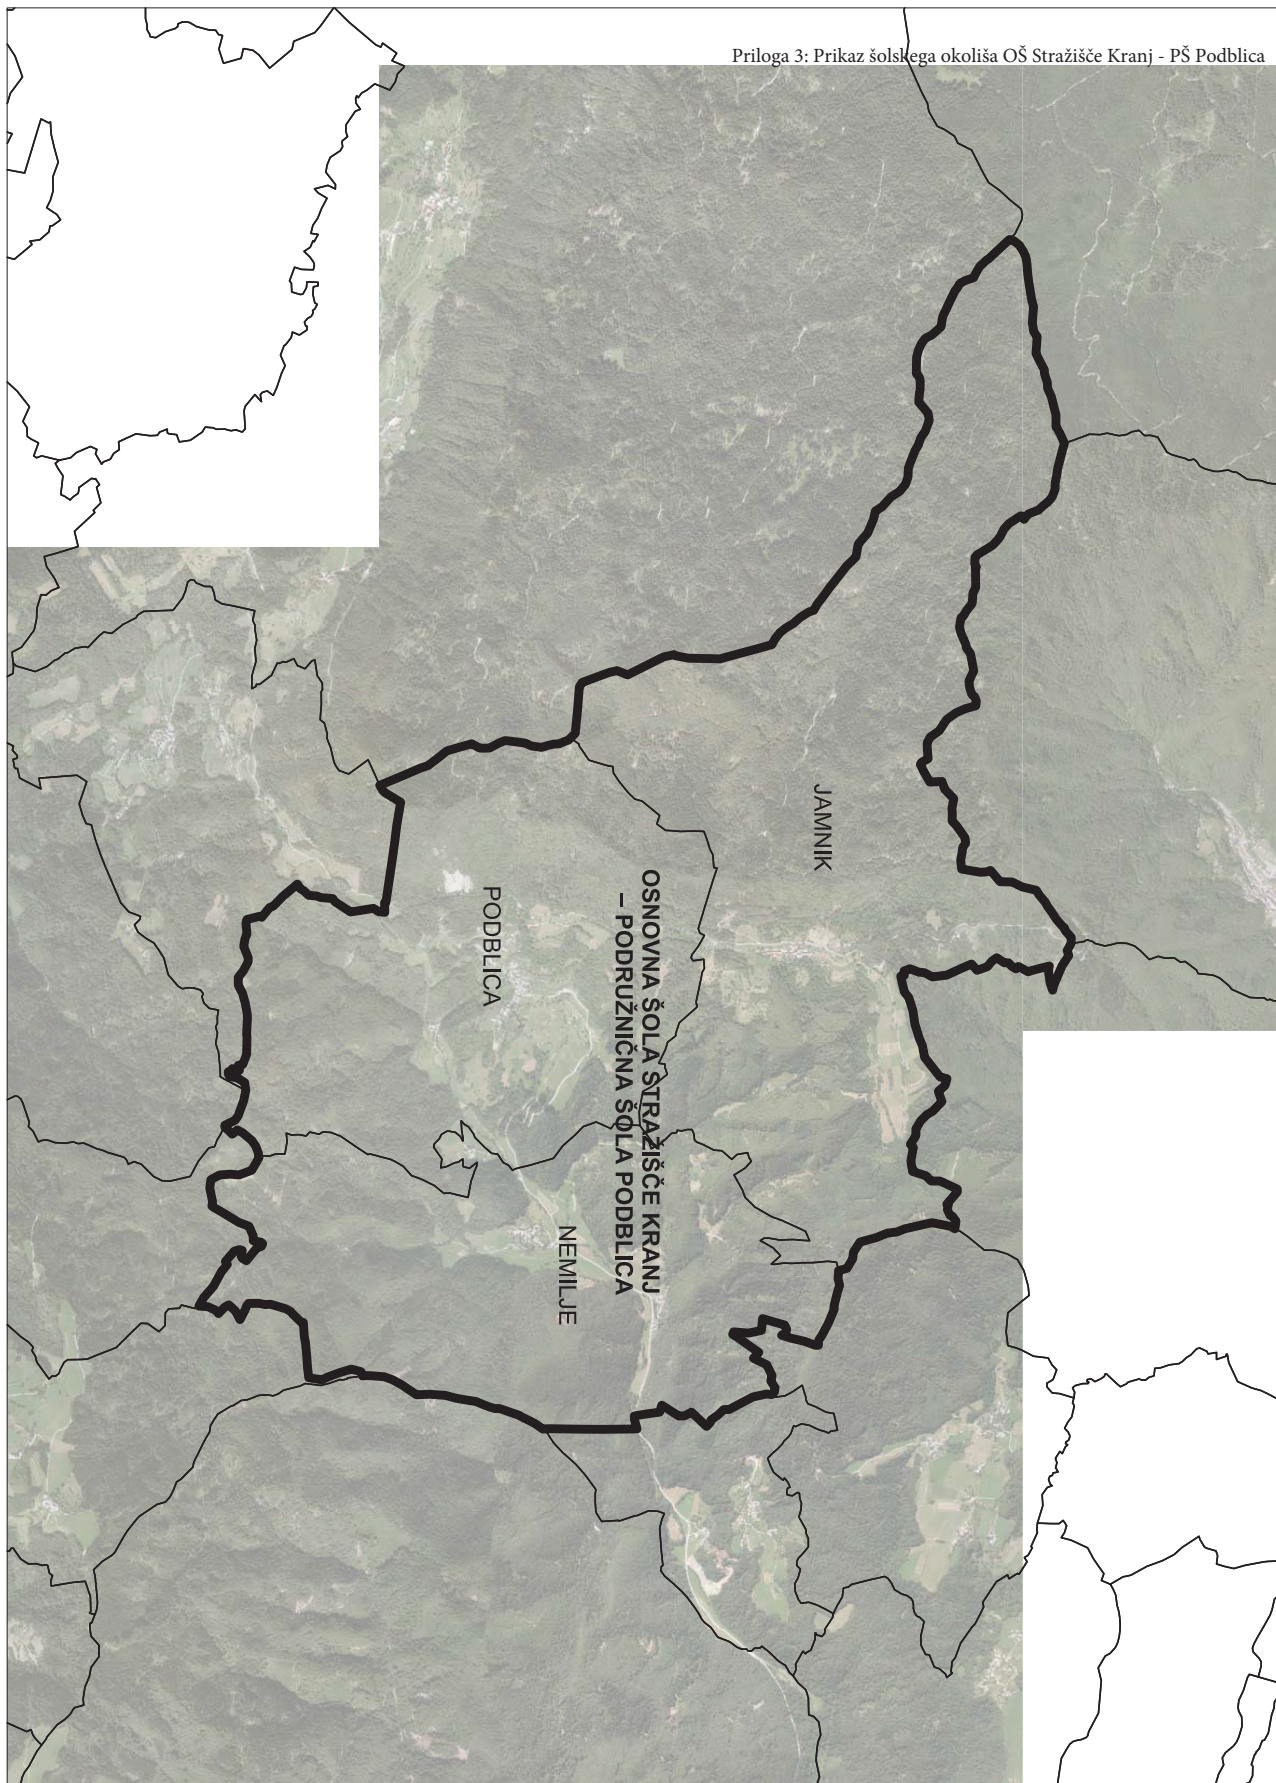 Priloga 3: Prikaz šolskega okoliša OŠ Stražišče Kranj - PŠ Podblica
JAMNIK
OSNOVNA ŠOLA STRAŽIŠČE KRANJ
– PODRUŽNIČNA ŠOLA PODBLICA
PODBLICA
NEMILJE